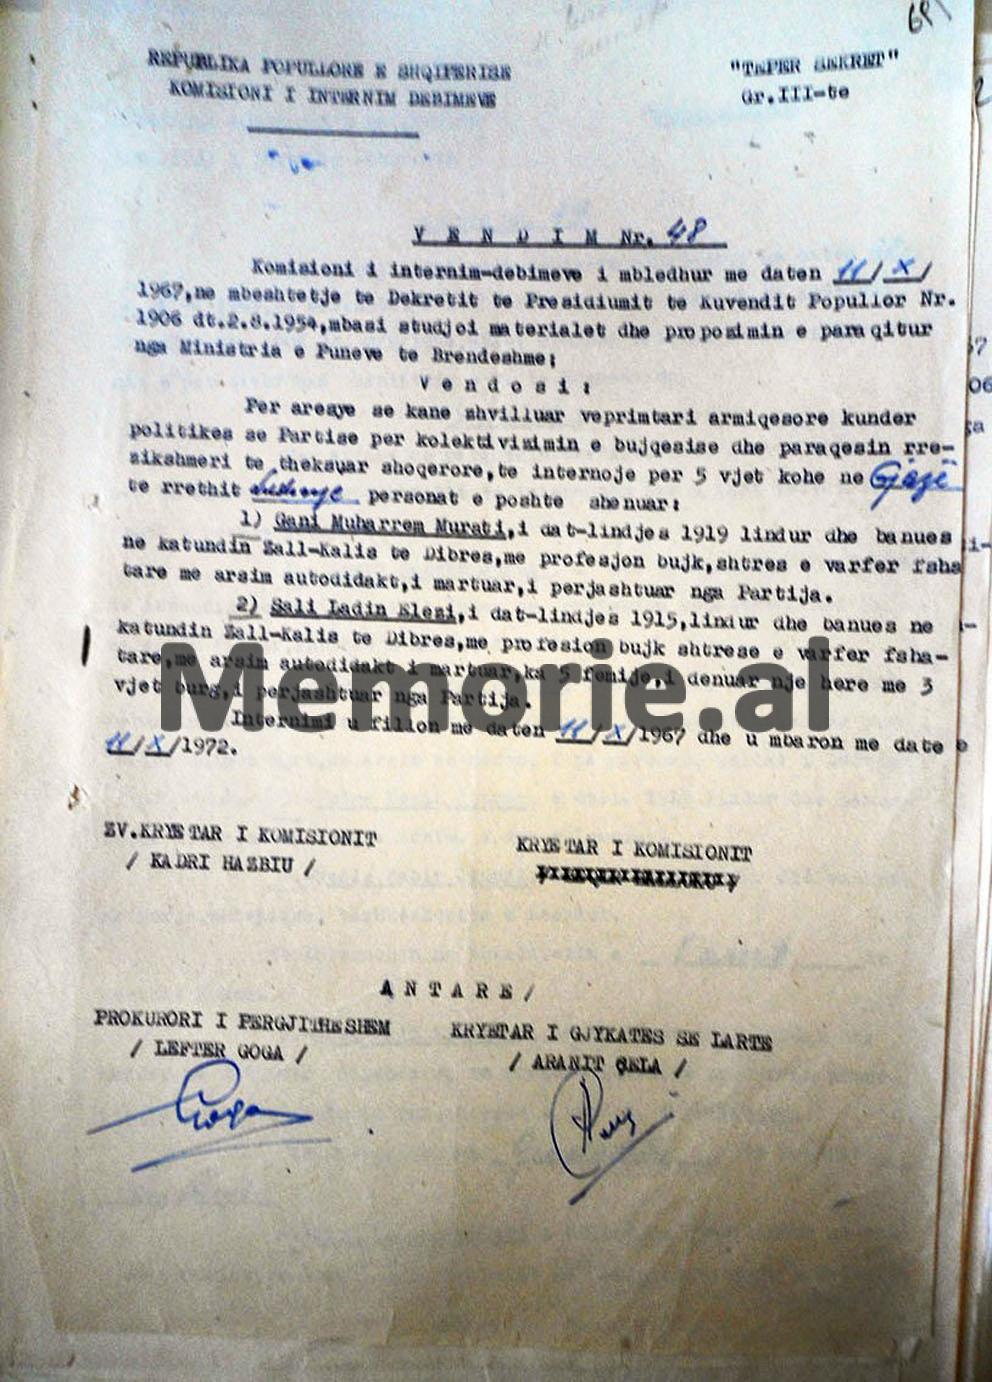 68
REPUBLIKA POPULLORE E SHQIPERISE
KOMISIONI I INTERNIM DEBIMEVE
"TEPER SEKRET"
Gr.III-te
V E N D I M Nr. 48
Komisioni i internim-debimeve i mbledhur me daten 11/X/
1967,ne mbeshtetje te Dekretit te Presidiumit te Kuvendit Popullor Nr.
1906 dt.2.8.1954,mbasi studjoi materialet dhe propozimin e paraqitur
nga Ministria e Puneve te Brendeshme;
V e n d o s i :
Per aresye se kane zhvilluar veprimtari armiqesore kunder
politikes se Partise per kolektivizimin e bujqesise dhe paraqesin rre-
zikshmeri te theksuar shoqerore,te internoje per 5 vjet kohe ne Gjazë
te rrethit personat e poshte shenuar:
1) Gani Muharrem Murati,i dat-lindjes 1919 lindur dhe banues
ne katundin Zall-Kalis te Dibres,me profesjon bujk,shtres e varfer fsha
tare me arsim autodidakt,i martuar,i perjashtuar nga Partija.
2) Sali Ladin Elezi,i dat-lindjes 1915,lindur dhe banues ne
katundin Zall-Kalis te Dibres,me profesion bujk shtrese e varfer fsha-
tare,me arsim autodidakt i martuar,ka 5 femije,i denuar nje here me 3
vjet burg,i perjashtuar nga Partija.
Internimi u fillon me daten 11/X/1967 dhe u mbaron me date
11/X/1972.
Memorie.al
ZV.KRYETAR I KOMISIONIT
/ KADRI HAZBIU /
KRYETAR I KOMISIONIT
A N T A R E /
PROKURORI I PERGJITHESHEM
/ LEFTER GOGA /
KRYETAR I GJYKATES SE LARTE
/ ARANIT ÇELA /
Goga